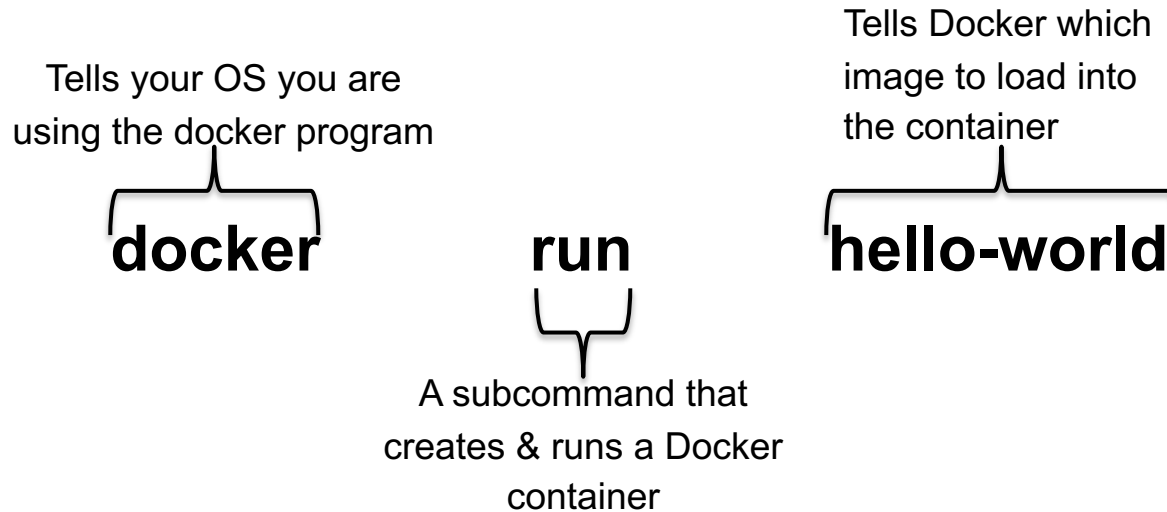 Tells your OS you are
using the docker program
Tells Docker which
image to load into
the container
docker run hello-world
A subcommand that
creates & runs a Docker
container